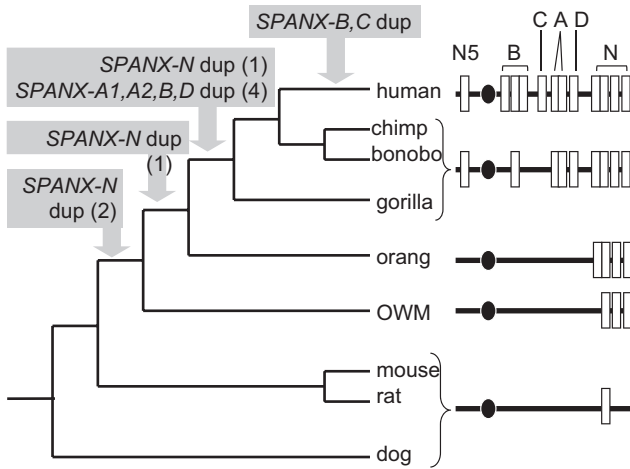 SPANX-B,C dup
C A D
SPANX-N dup (1)
SPANX-A1,A2,B,D dup (4)
N5 B N
human
SPANX-N dup
(1)
chimp
bonobo
SPANX-N
dup (2)
gorilla
orang
OWM
mouse
rat
dog